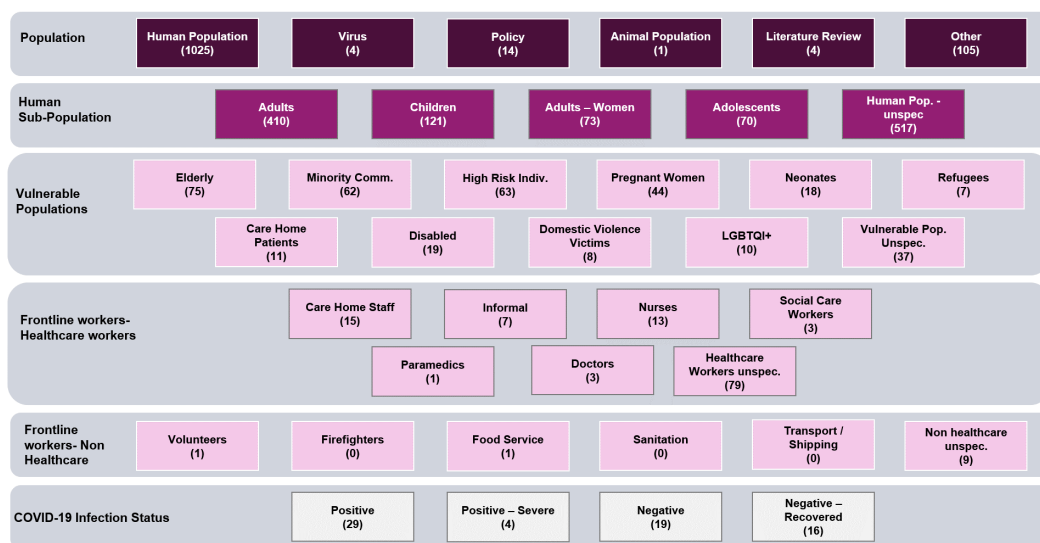 Population
Human Population
(1025)
Virus
(4)
Policy
(14)
Animal Population
(1)
Literature Review
(4)
Other
(105)
Human
Sub-Population
Adults
(410)
Children
(121)
Adults – Women
(73)
Adolescents
(70)
Human Pop. -
unspec
(517)
Vulnerable
Populations
Elderly
(75)
Minority Comm.
(62)
High Risk Indiv.
(63)
Pregnant Women
(44)
Neonates
(18)
Refugees
(7)
Care Home
Patients
(11)
Disabled
(19)
Domestic Violence
Victims
(8)
LGBTQI+
(10)
Vulnerable Pop.
Unspec.
(37)
Frontline workers-
Healthcare workers
Care Home Staff
(15)
Informal
(7)
Nurses
(13)
Social Care
Workers
(3)
Paramedics
(1)
Doctors
(3)
Healthcare
Workers unspec.
(79)
Frontline
workers- Non
Healthcare
Volunteers
(1)
Firefighters
(0)
Food Service
(1)
Sanitation
(0)
Transport /
Shipping
(0)
Non healthcare
unspec.
(9)
COVID-19 Infection Status
Positive
(29)
Positive – Severe
(4)
Negative
(19)
Negative –
Recovered
(16)